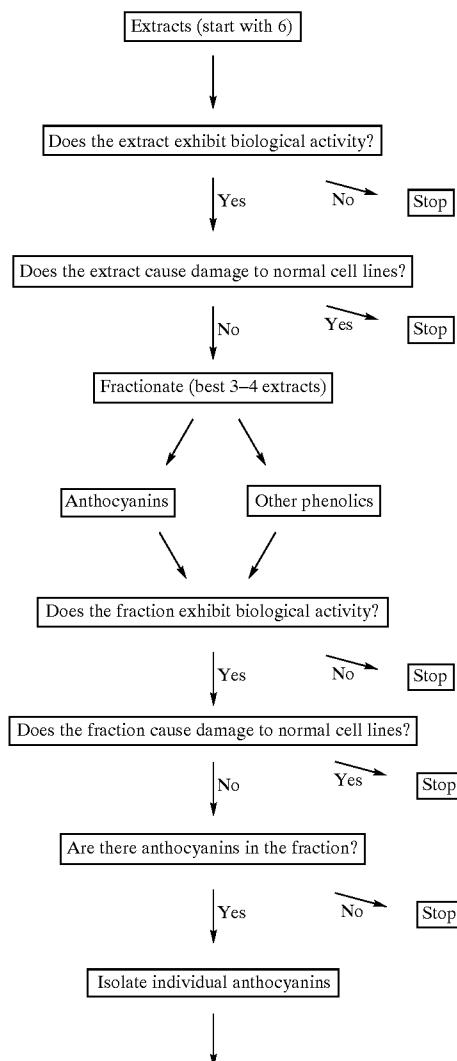 Extracts (start with 6)
Does the extract exhibit biological activity?
Yes
No
Stop
Does the extract cause damage to normal cell lines?
No
Yes
Stop
Fractionate (best 3–4 extracts)
Anthocyanins
Other phenolics
Does the fraction exhibit biological activity?
Yes
No
Stop
Does the fraction cause damage to normal cell lines?
No
Yes
Stop
Are there anthocyanins in the fraction?
Yes
No
Stop
Isolate individual anthocyanins